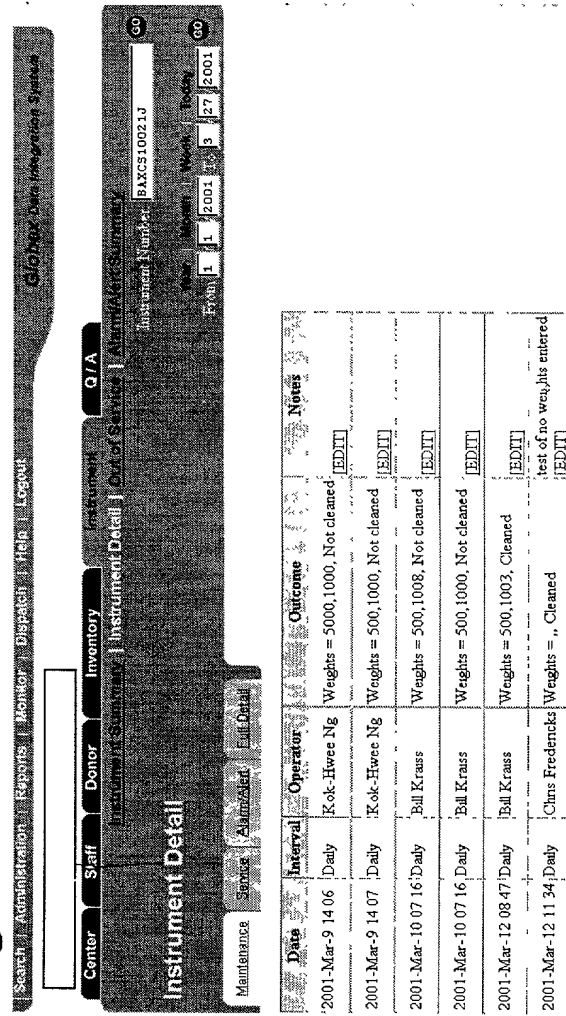 Globax Data Integration System
Search | Administration | Reports | Monitor | Dispatch | Help | Logout
Center Staff Donor Inventory Instrument Q / A
Instrument Summary | Instrument Detail | Out of Service | Alarm/Alert Summary
Instrument Detail
Instrument Number BAXCS10021J GO
Year Month Week Today
From 1 1 2001 To 3 27 2001 GO
Maintenance Service Alarm/Alert Full Detail
Date Interval Operator Outcome Notes
2001-Mar-9 14 06 Daily Kok-Hwee Ng Weights = 5000,1000, Not cleaned [EDIT]
2001-Mar-9 14 07 Daily Kok-Hwee Ng Weights = 500,1000, Not cleaned [EDIT]
2001-Mar-10 07 16 Daily Bill Krauss Weights = 500,1008, Not cleaned [EDIT]
2001-Mar-10 07 16 Daily Bill Krauss Weights = 500,1000, Not cleaned [EDIT]
2001-Mar-12 08 47 Daily Bill Krauss Weights = 500,1003, Cleaned [EDIT]
2001-Mar-12 11 34 Daily Chris Fredericks Weights = ,, Cleaned test of no weights entered
[EDIT]